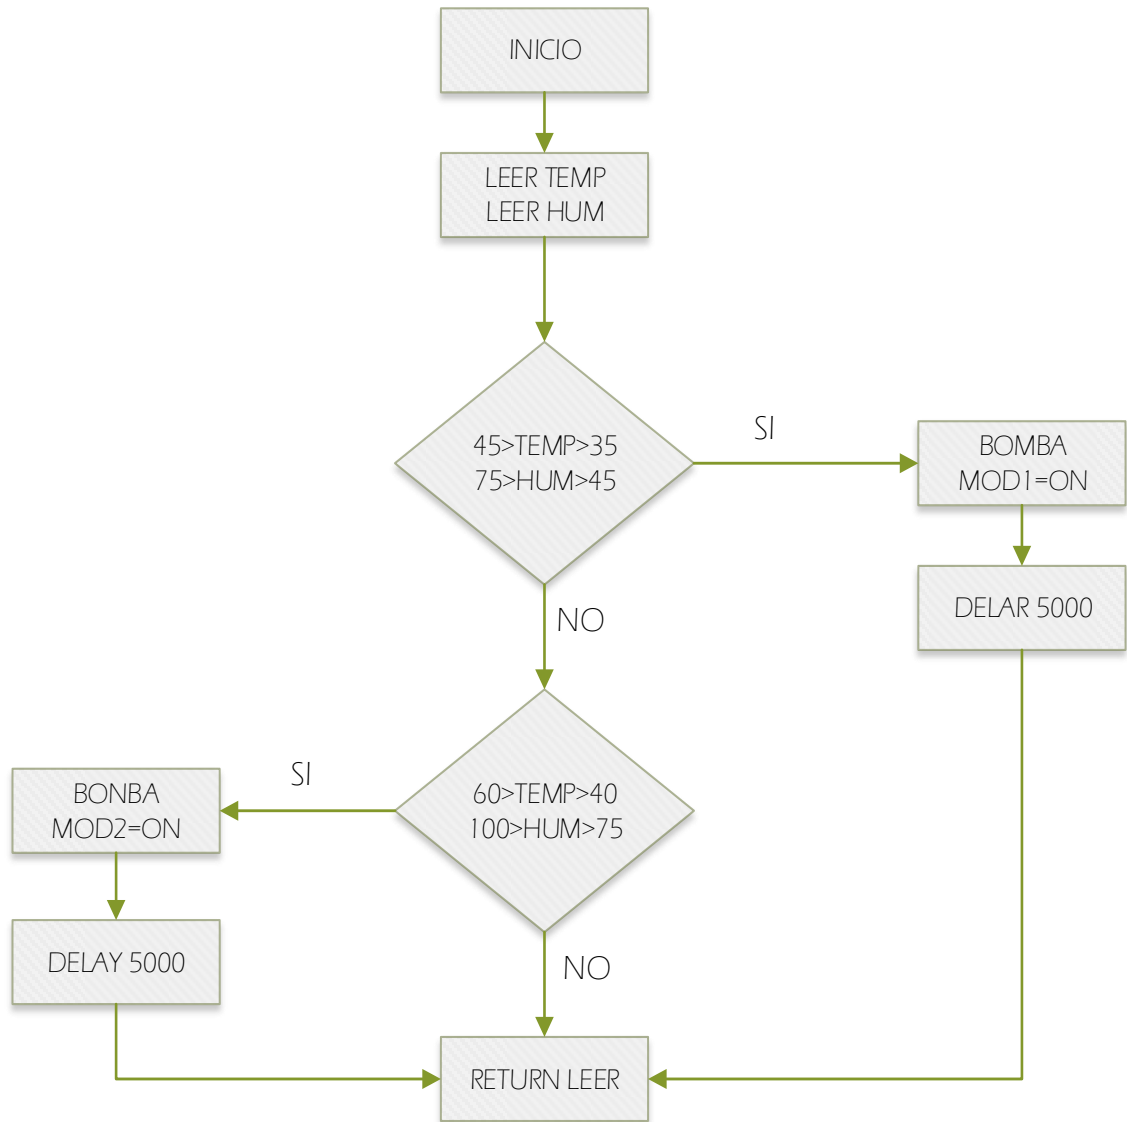 INICIO
LEER TEMP
LEER HUM
45>TEMP>35
75>HUM>45
SI
BOMBA
MOD1=ON
DELAR 5000
NO
60>TEMP>40
100>HUM>75
SI
BONBA
MOD2=ON
DELAY 5000
NO
RETURN LEER